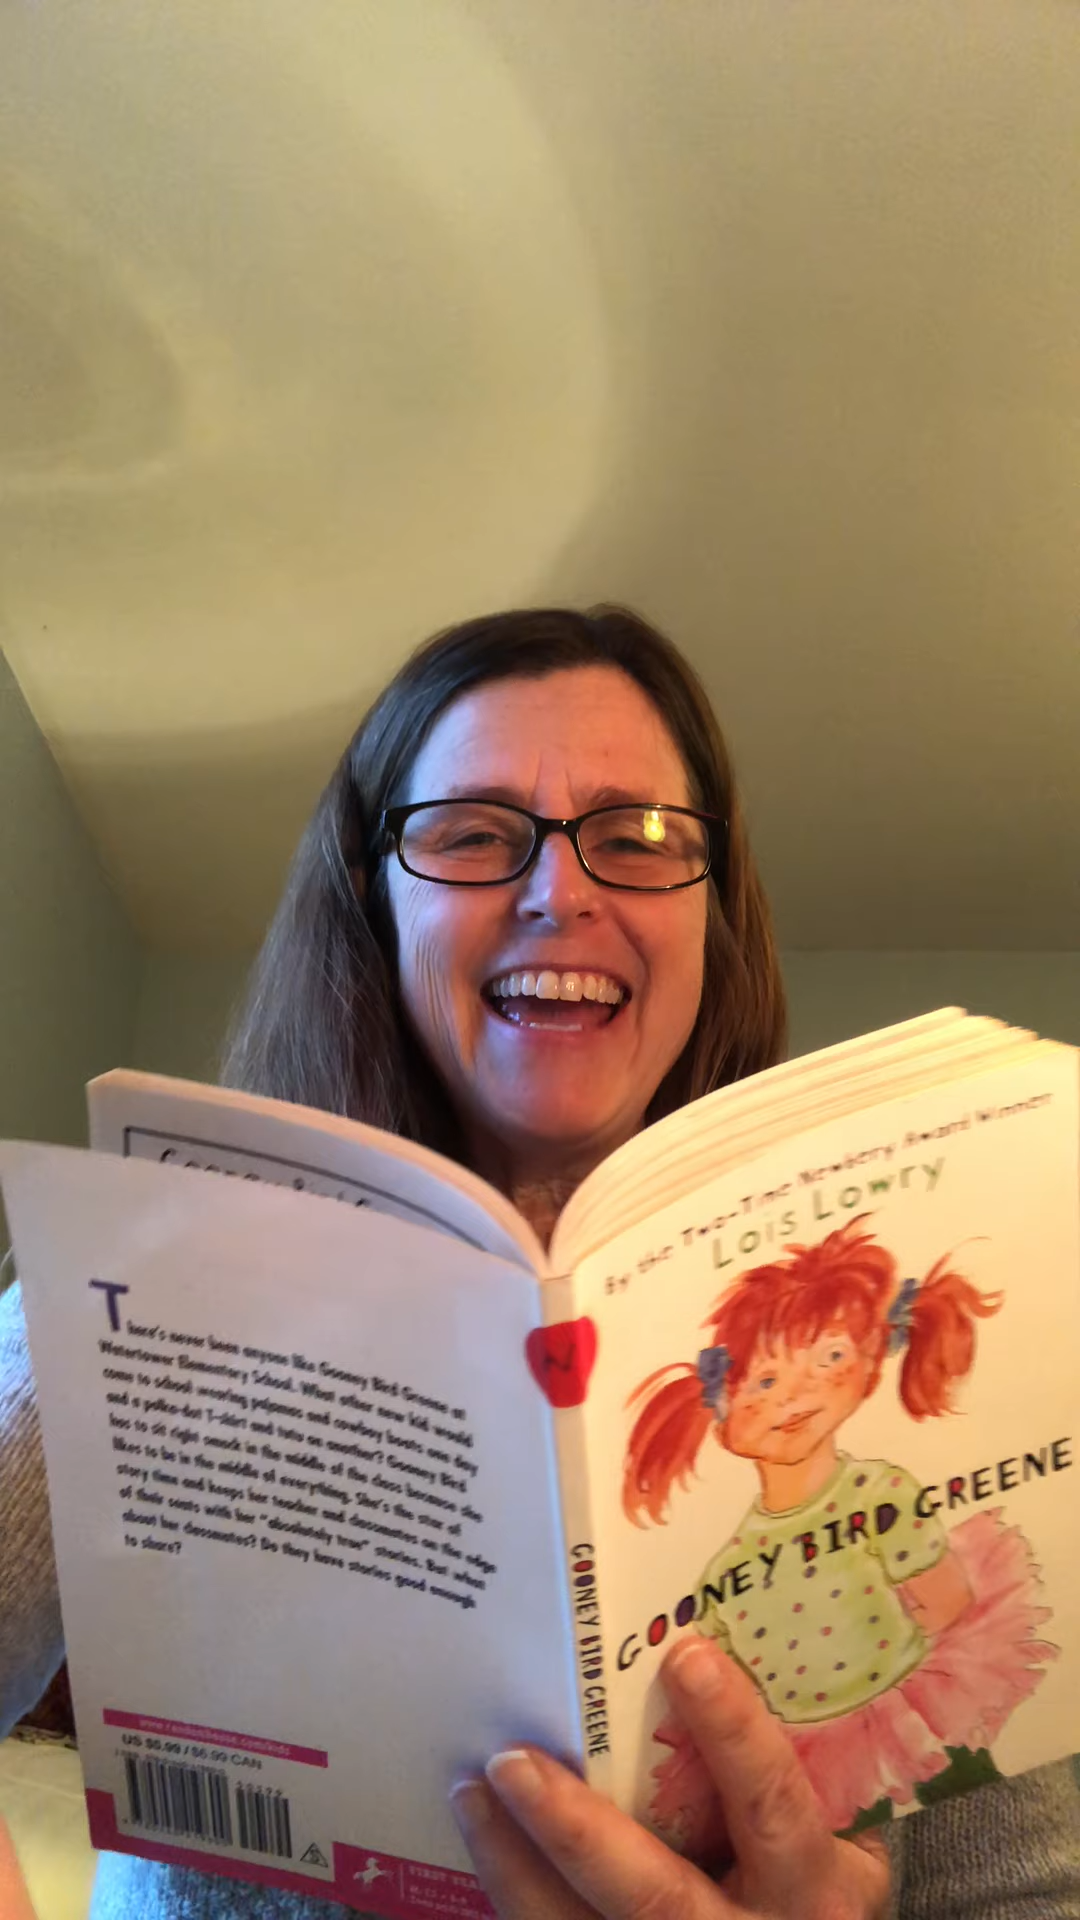 There's never been anyone like Gooney Bird Greene at
Watertower Elementary School. What other new kid would
come to school wearing pajamas and cowboy boots one day
and a polka-dot T-shirt and tutu on another? Gooney Bird
has to sit right smack in the middle of the class because she
likes to be in the middle of everything. She's the star of
story time and keeps her teacher and classmates on the edge
of their seats with her "absolutely true" stories. But what
about her classmates? Do they have stories good enough
to share?
www.randomhouse.com/kids
US $5.99 / $6.99 CAN
50599
GOONEY BIRD GREENE
By the Two-Time Newbery Award Winner
Lois Lowry
GOONEY BIRD GREENE